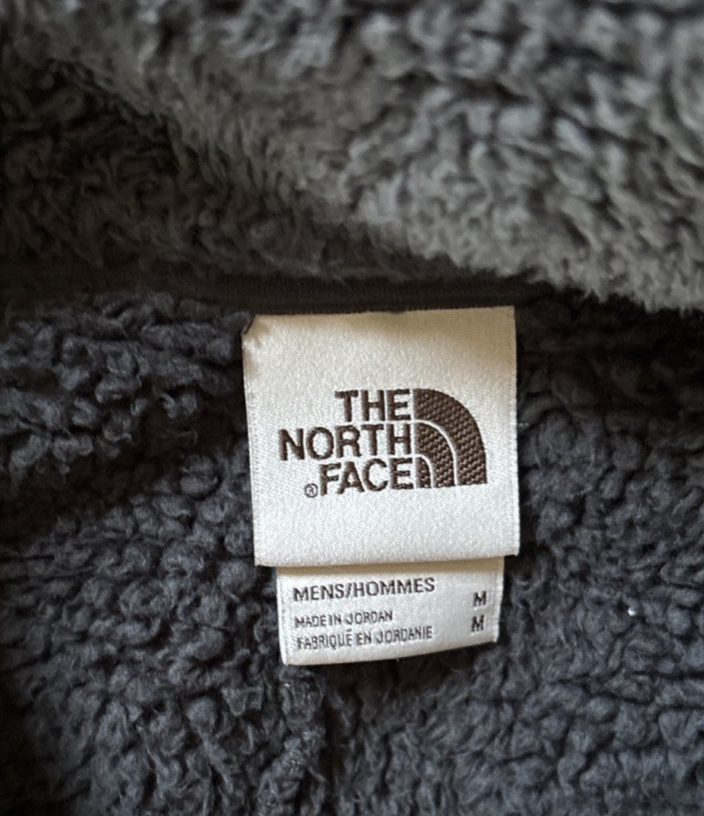 THE
NORTH
®FACE
MENS/HOMMES M
MADE IN JORDAN
FABRIQUÉ EN JORDANIE M